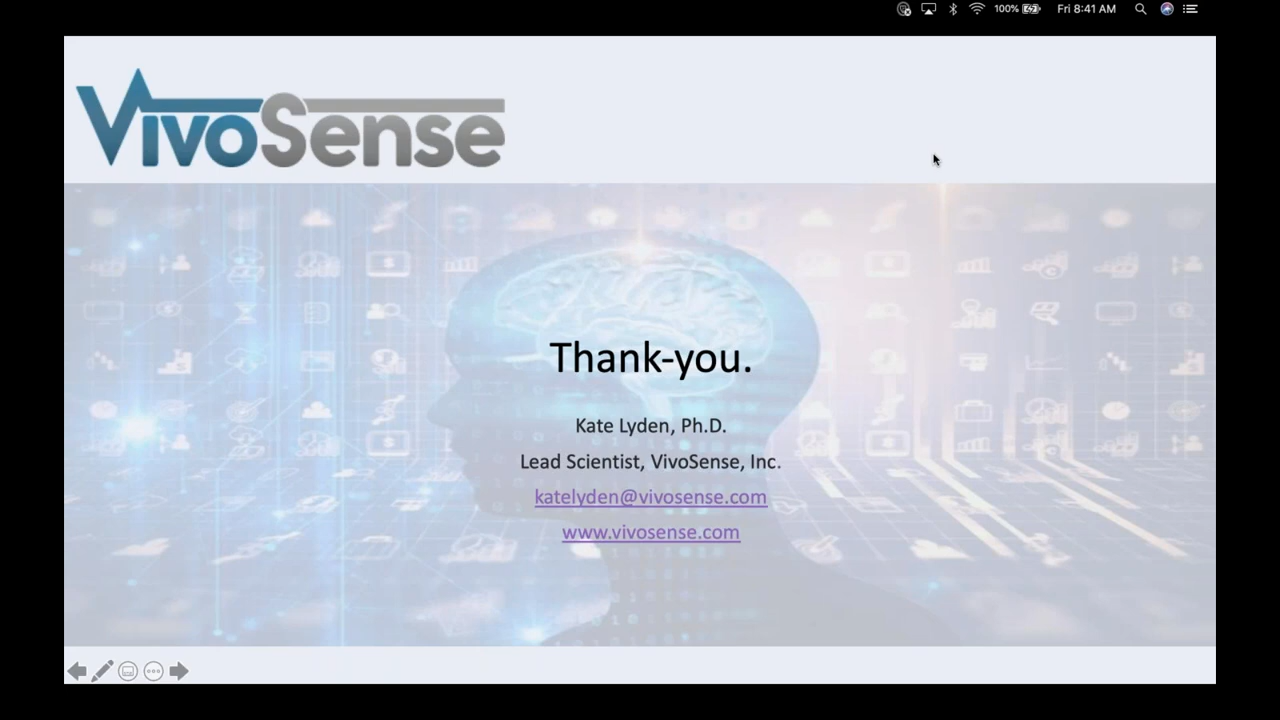 100% Fri 8:41 AM
VivoSense
Thank-you.
Kate Lyden, Ph.D.
Lead Scientist, VivoSense, Inc.
katelyden@vivosense.com
www.vivosense.com